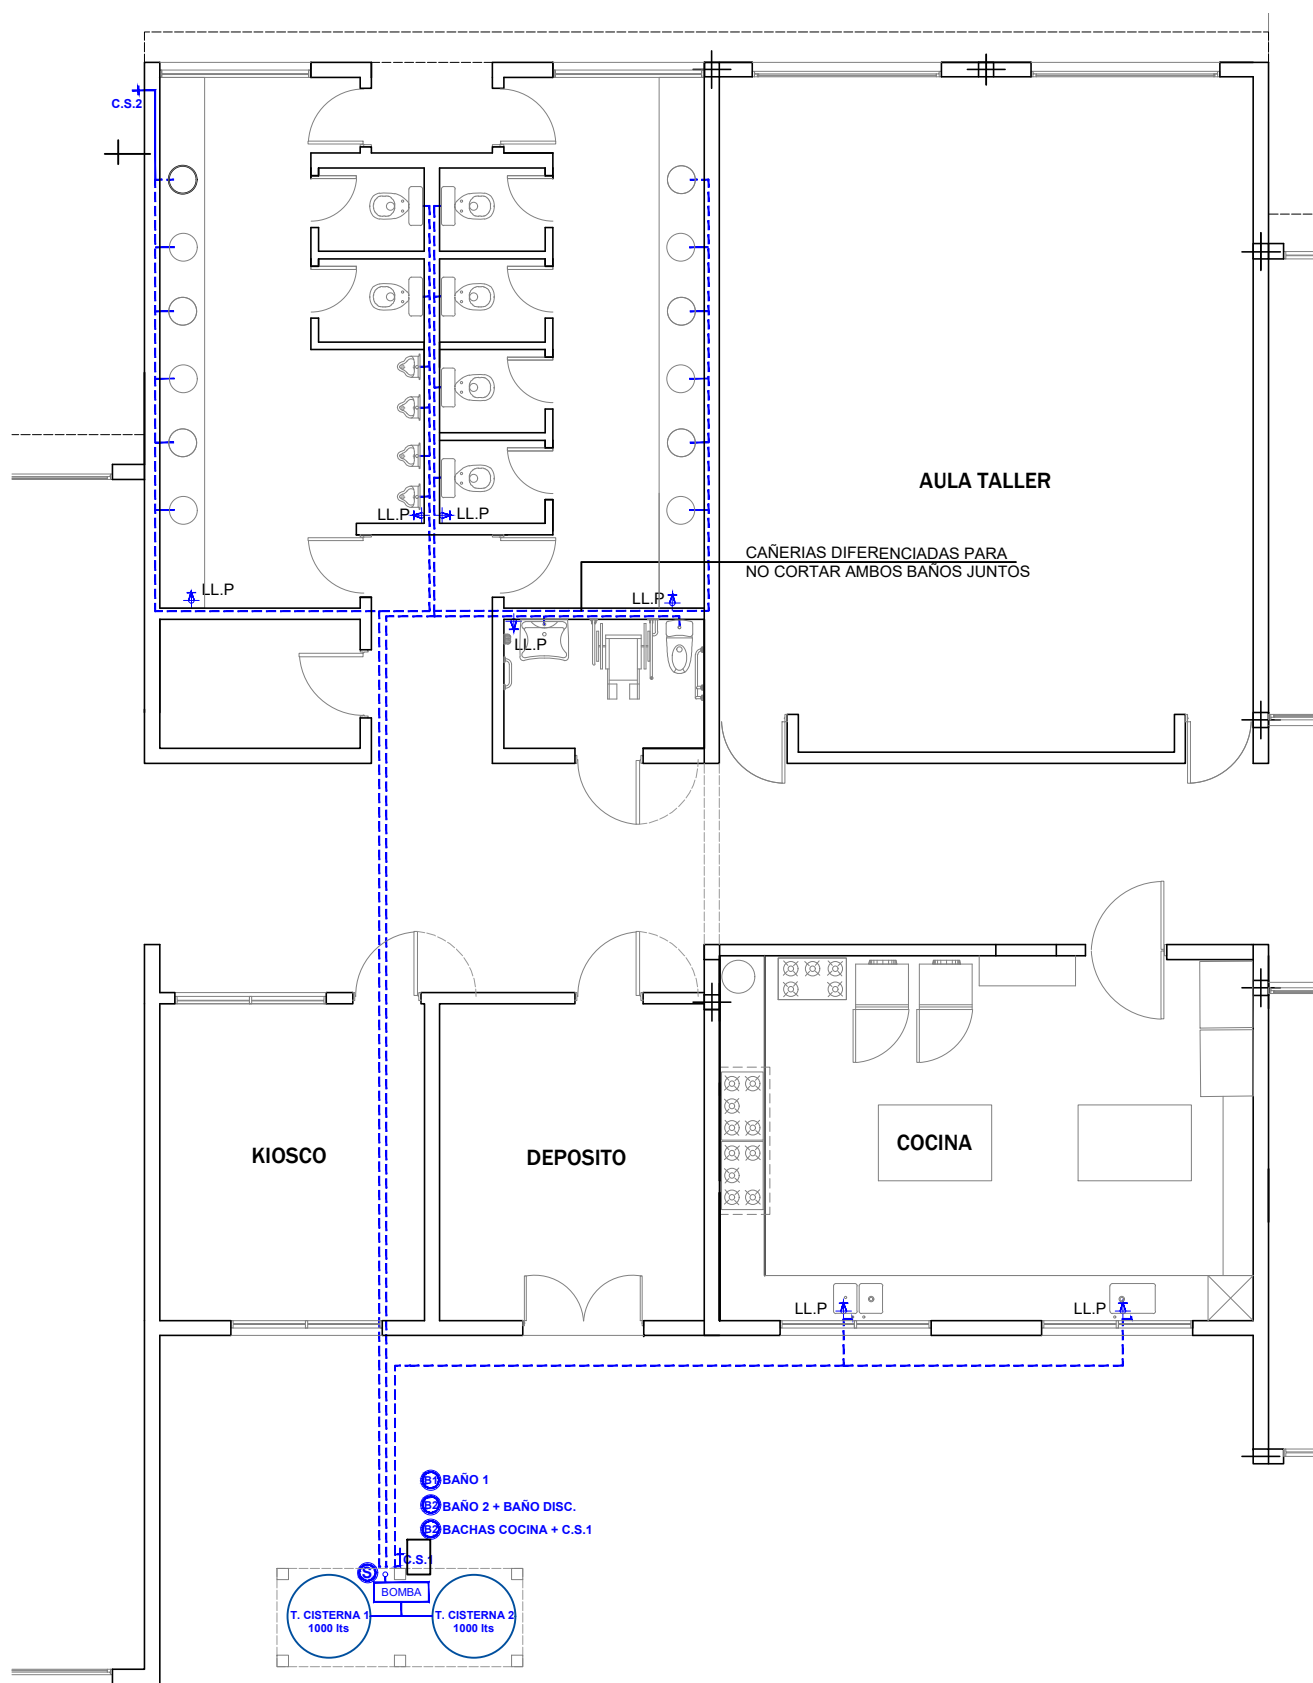 C.S.2
AULA TALLER
LL.P
LL.P
CAÑERIAS DIFERENCIADAS PARA
NO CORTAR AMBOS BAÑOS JUNTOS
LL.P
LL.P
LL.P
KIOSCO
DEPOSITO
COCINA
LL.P
LL.P
B1 BAÑO 1
B2 BAÑO 2 + BAÑO DISC.
B2 BACHAS COCINA + C.S.1
C.S.1
S
BOMBA
T. CISTERNA 1
1000 lts
T. CISTERNA 2
1000 lts